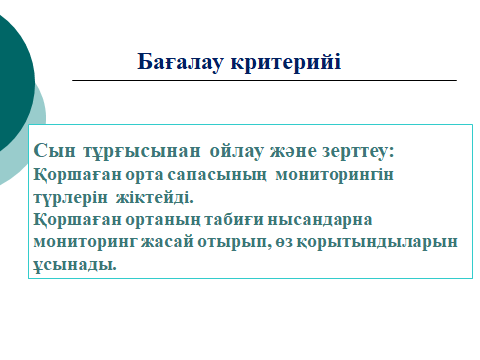 Бағалау критерийі
Сын тұрғысынан ойлау және зерттеу:
Қоршаған орта сапасының мониторингін
түрлерін жіктейді.
Қоршаған ортаның табиғи нысандарна
мониторинг жасай отырып, өз қорытындыларын
ұсынады.